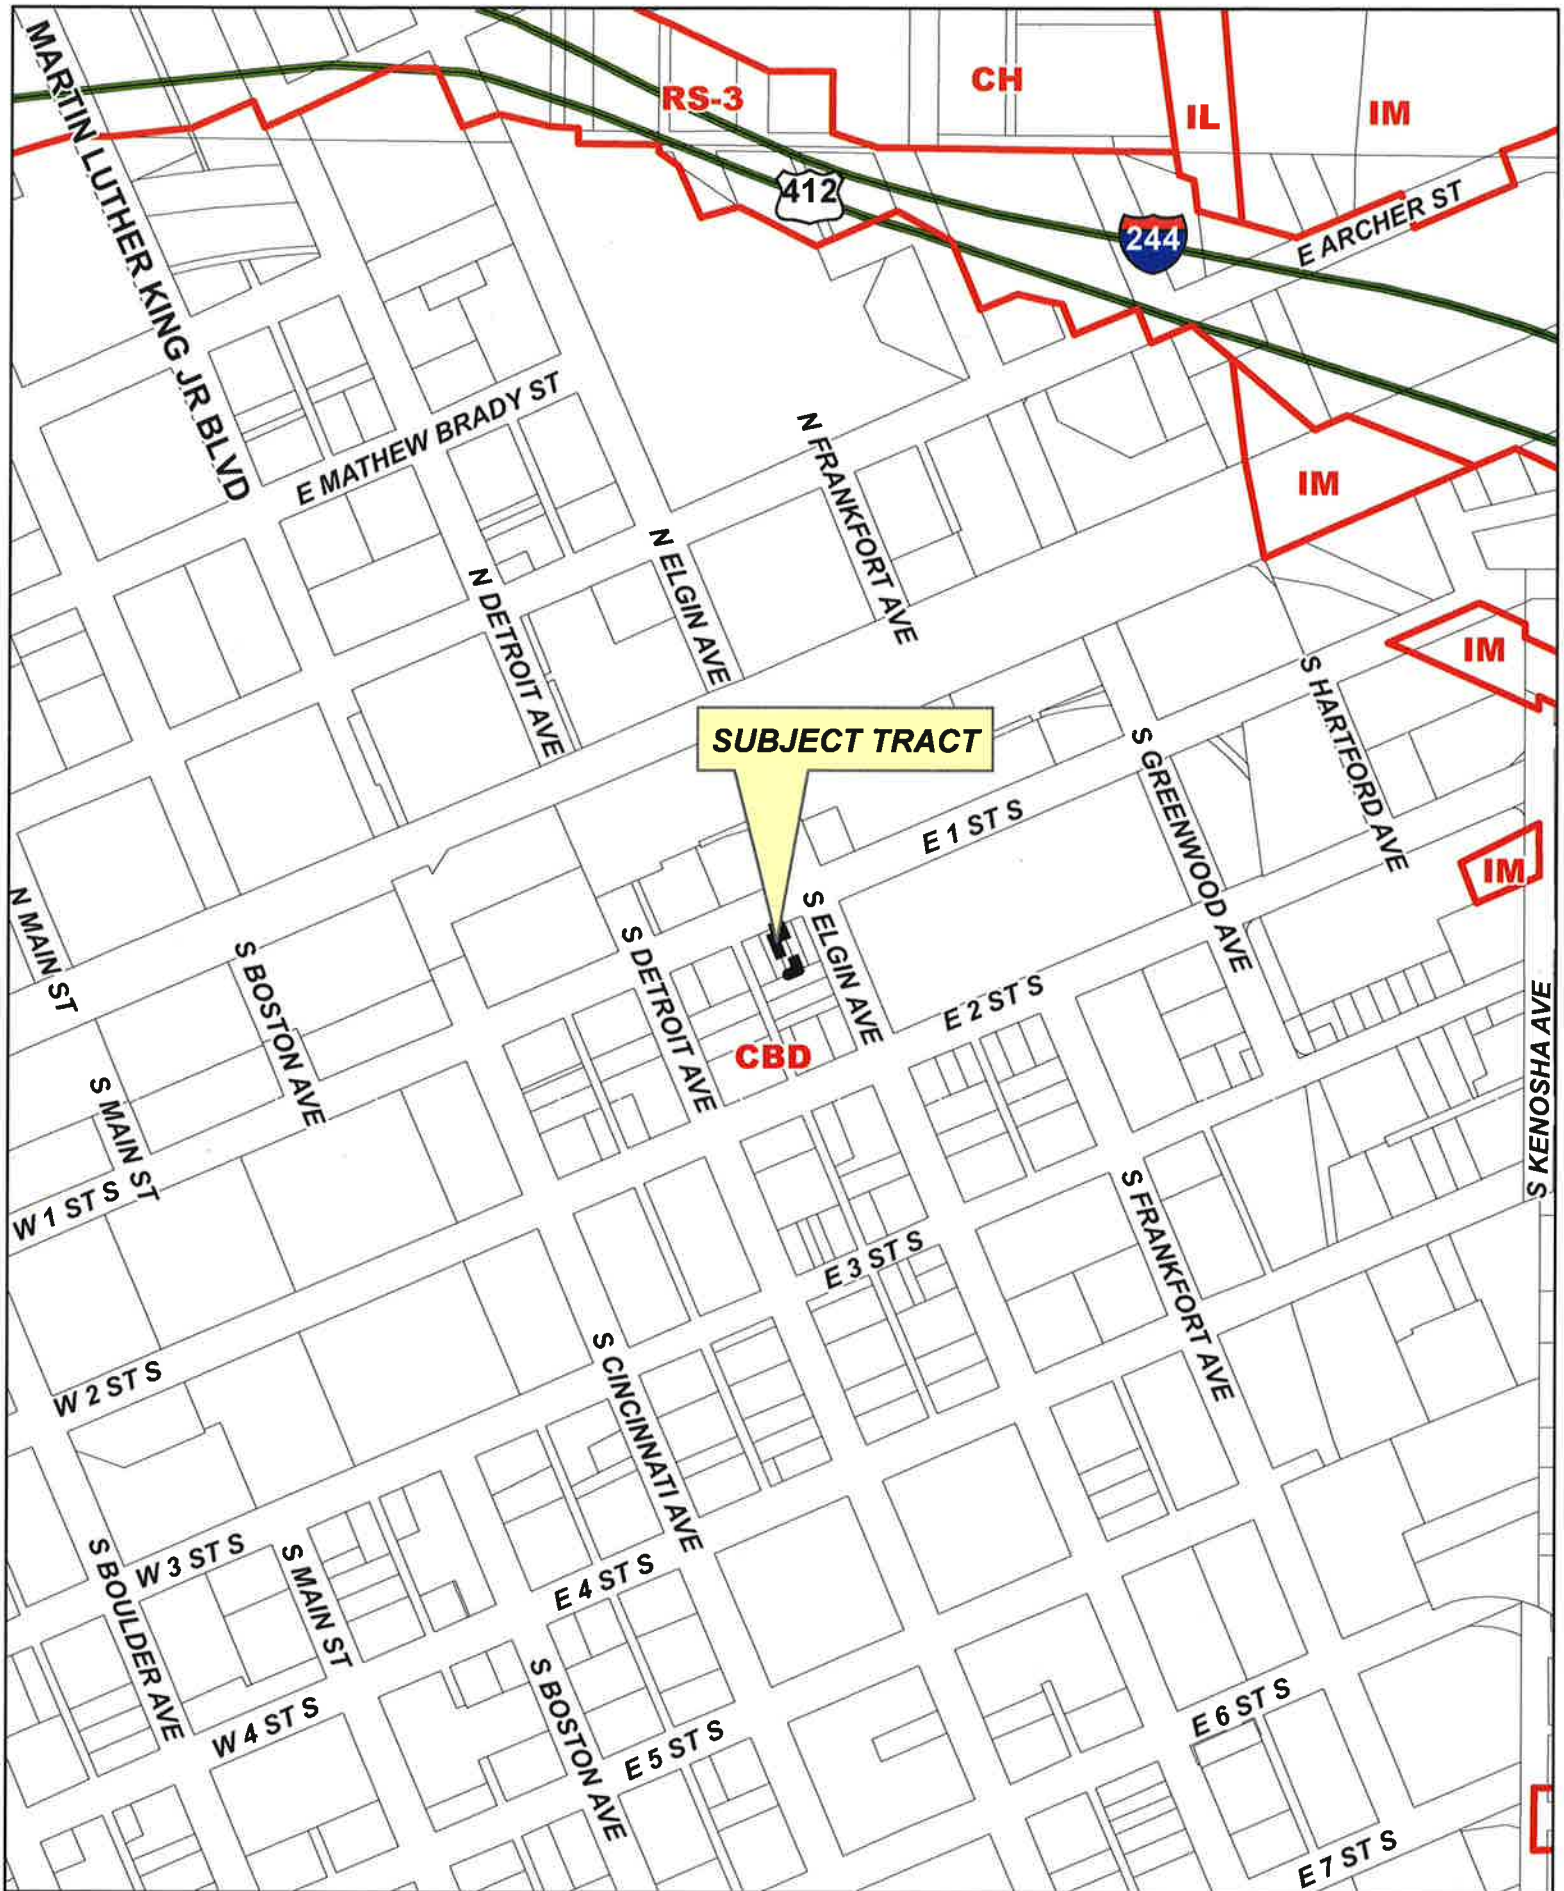 MARTIN LUTHER KING JR BLVD
RS-3
CH
IL
IM
412
244
E ARCHER ST
E MATHEW BRADY ST
N FRANKFORT AVE
IM
N ELGIN AVE
N DETROIT AVE
IM
S HARTFORD AVE
SUBJECT TRACT
S GREENWOOD AVE
E 1 ST S
IM
N MAIN ST
S BOSTON AVE
S DETROIT AVE
S ELGIN AVE
E 2 ST S
S KENOSHA AVE
CBD
S MAIN ST
W 1 ST S
S FRANKFORT AVE
E 3 ST S
S CINCINNATI AVE
W 2 ST S
S BOULDER AVE
W 3 ST S
S MAIN ST
E 4 ST S
S BOSTON AVE
W 4 ST S
E 5 ST S
E 6 ST S
E 7 ST S